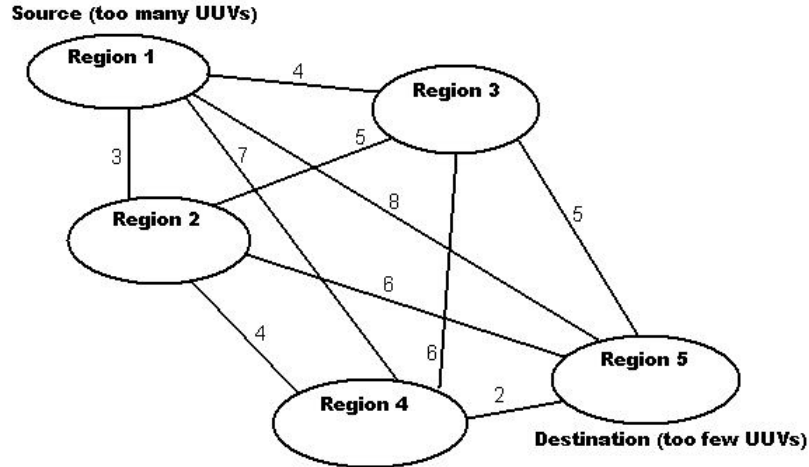 Source (too many UUVs)
Region 1
4
Region 3
3
7
5
Region 2
8
5
6
4
6
Region 5
2
Region 4
Destination (too few UUVs)